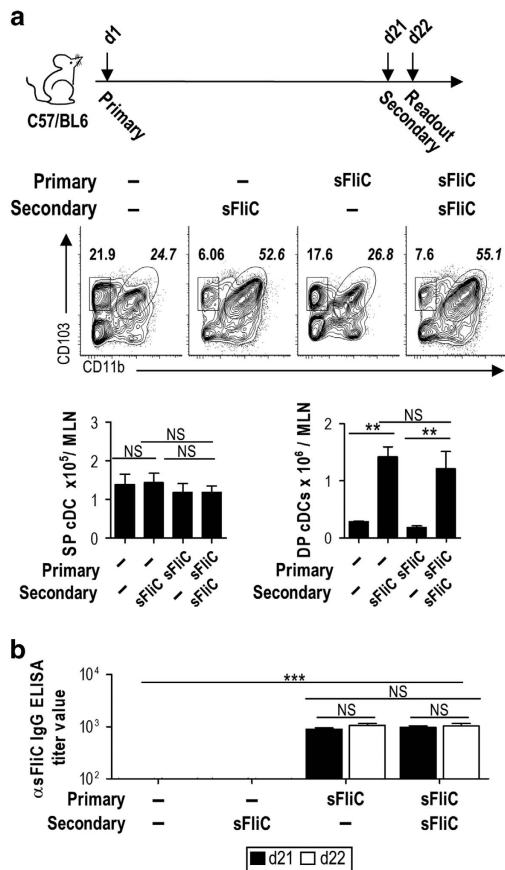 a
d1
d21
d22
C57/BL6
Primary
Secondary
Readout
Primary – – sFliC sFliC
Secondary – sFliC – sFliC
21.9 24.7 6.06 52.6 17.6 26.8 7.6 55.1
CD103
CD11b
SP cDC x10⁵/ MLN
3
2
1
0
NS
NS NS
Primary – – sFliC sFliC
Secondary – sFliC – sFliC
DP cDCs x 10⁶ / MLN
2
1
0
NS
** **
Primary – – sFliC sFliC
Secondary – sFliC – sFliC
b
αsFliC IgG ELISA
titer value
10⁴
10³
10²
***
NS
NS NS
Primary – – sFliC sFliC
Secondary – sFliC – sFliC
d21 d22